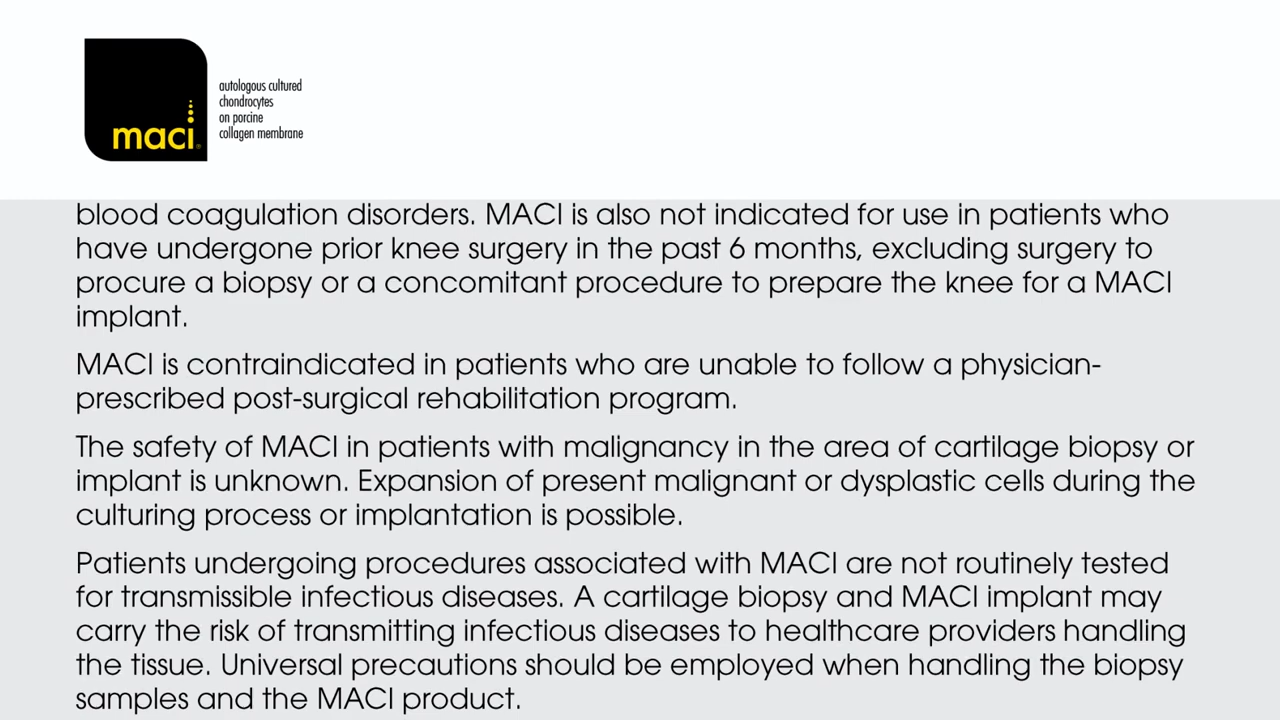 maci®
autologous cultured
chondrocytes
on porcine
collagen membrane
blood coagulation disorders. MACI is also not indicated for use in patients who
have undergone prior knee surgery in the past 6 months, excluding surgery to
procure a biopsy or a concomitant procedure to prepare the knee for a MACI
implant.
MACI is contraindicated in patients who are unable to follow a physician-
prescribed post-surgical rehabilitation program.
The safety of MACI in patients with malignancy in the area of cartilage biopsy or
implant is unknown. Expansion of present malignant or dysplastic cells during the
culturing process or implantation is possible.
Patients undergoing procedures associated with MACI are not routinely tested
for transmissible infectious diseases. A cartilage biopsy and MACI implant may
carry the risk of transmitting infectious diseases to healthcare providers handling
the tissue. Universal precautions should be employed when handling the biopsy
samples and the MACI product.